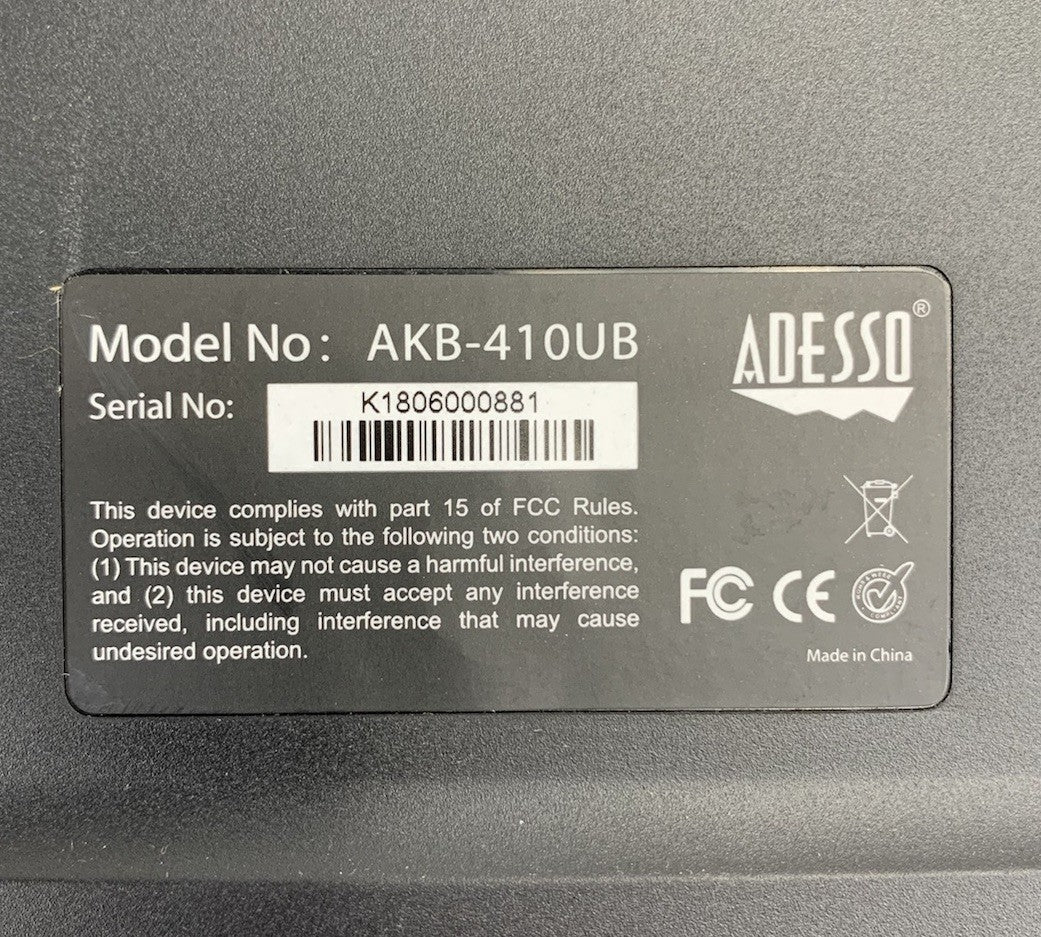 Model No: AKB-410UB
ADESSO®
Serial No:
K1806000881
This device complies with part 15 of FCC Rules.
Operation is subject to the following two conditions:
(1) This device may not cause a harmful interference,
and (2) this device must accept any interference
received, including interference that may cause
undesired operation.
FC CE
Made in China